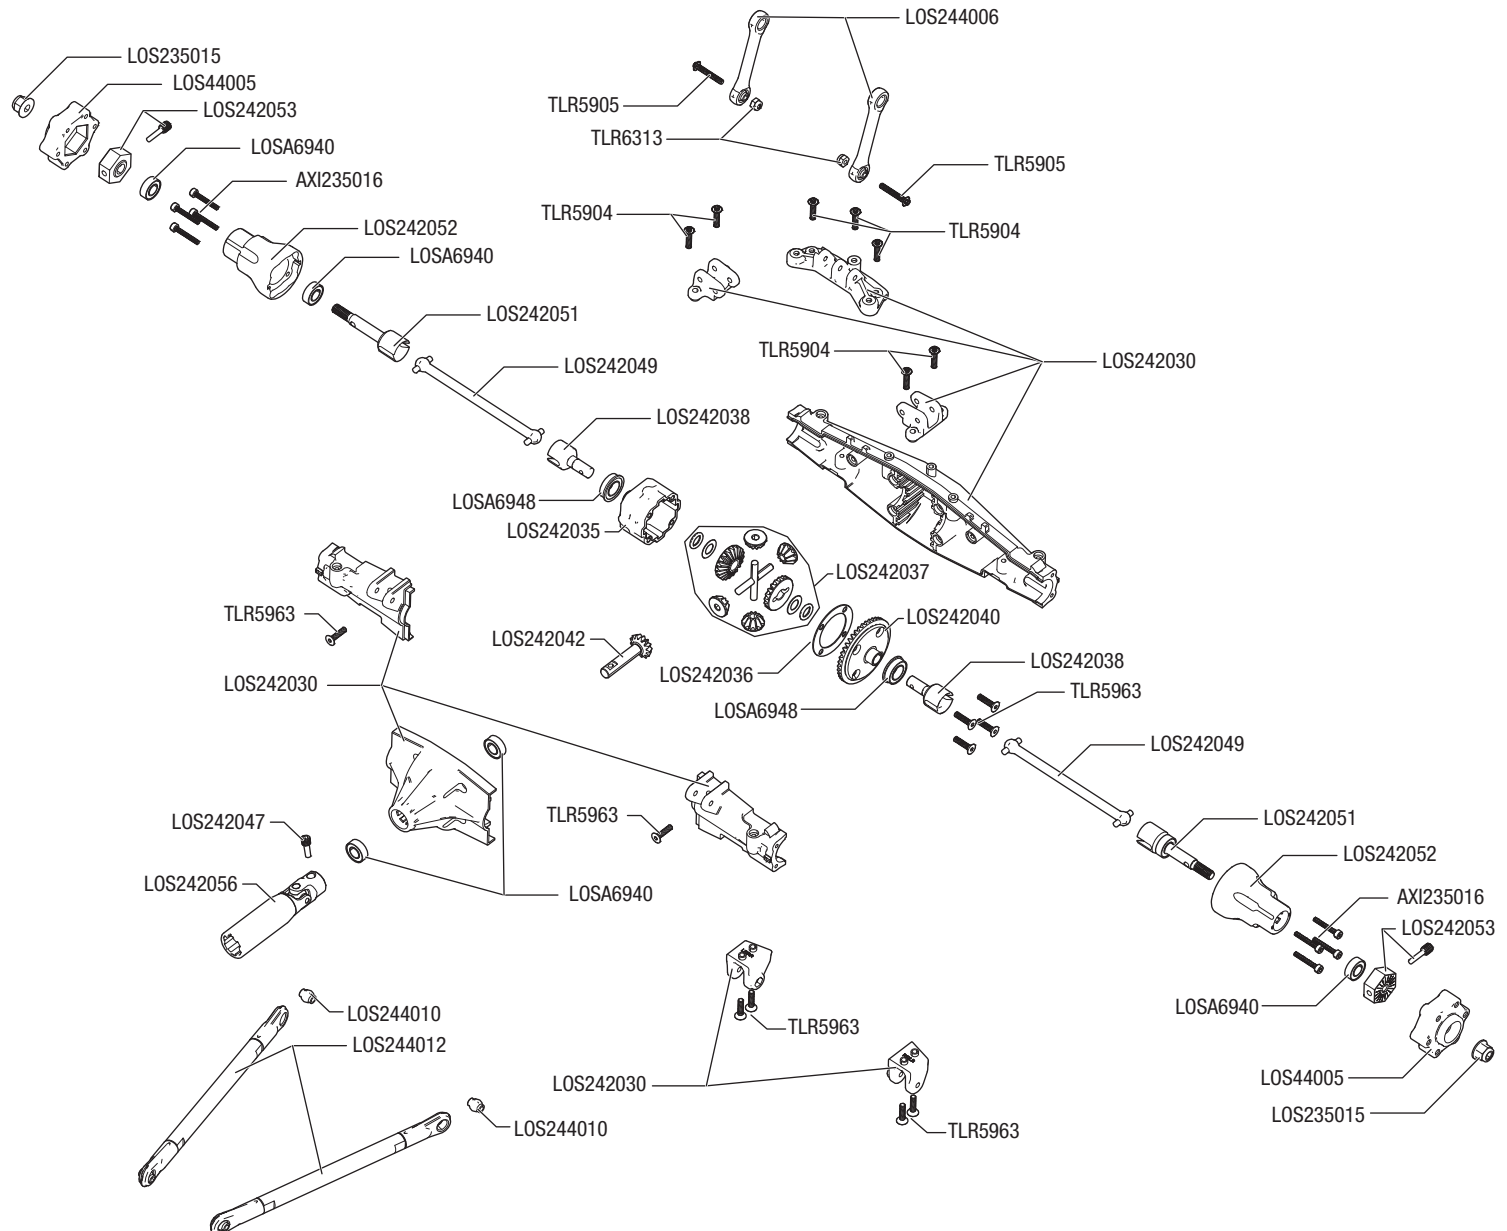 LOS244006
LOS235015
LOS44005
TLR5905
LOS242053
TLR6313
LOSA6940
TLR5905
AXI235016
TLR5904
LOS242052
TLR5904
LOSA6940
LOS242051
TLR5904
LOS242030
LOS242049
LOS242038
LOSA6948
LOS242035
LOS242037
TLR5963
LOS242040
LOS242042
LOS242036
LOS242038
LOS242030
TLR5963
LOSA6948
LOS242049
LOS242047
TLR5963
LOS242051
LOS242052
LOS242056
LOSA6940
AXI235016
LOS242053
LOSA6940
LOS244010
TLR5963
LOS244012
LOS44005
LOS242030
LOS235015
LOS244010
TLR5963